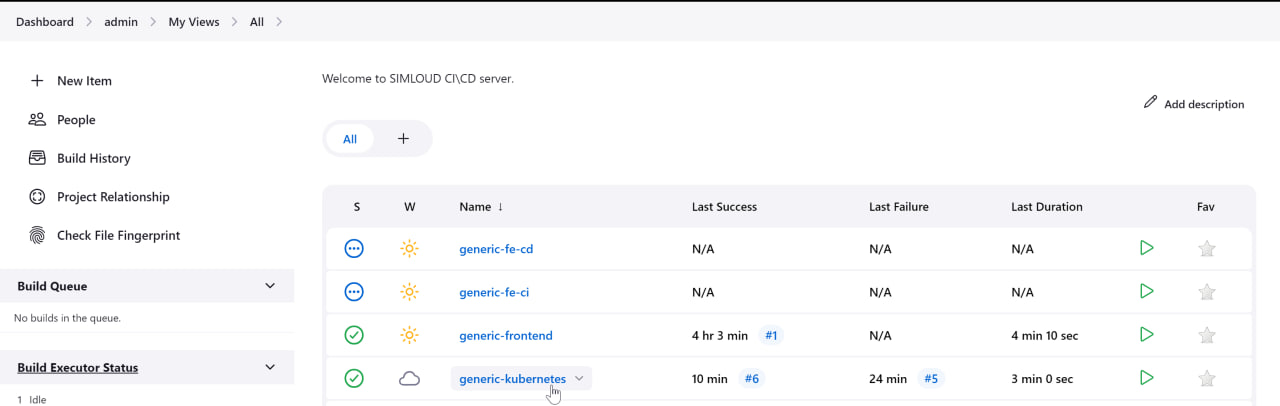 Dashboard > admin > My Views > All >
New Item
People
Build History
Project Relationship
Check File Fingerprint
Build Queue
No builds in the queue.
Build Executor Status
1 Idle
Welcome to SIMLOUD CI\CD server.
Add description
All +
S W Name ↓ Last Success Last Failure Last Duration Fav
generic-fe-cd N/A N/A N/A
generic-fe-ci N/A N/A N/A
generic-frontend 4 hr 3 min #1 N/A 4 min 10 sec
generic-kubernetes 10 min #6 24 min #5 3 min 0 sec